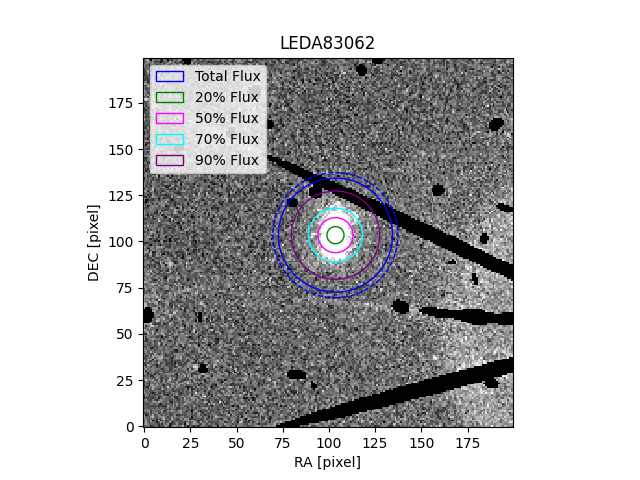 LEDA83062
Total Flux
20% Flux
50% Flux
70% Flux
90% Flux
175
150
125
100
75
50
25
0
DEC [pixel]
0 25 50 75 100 125 150 175
RA [pixel]